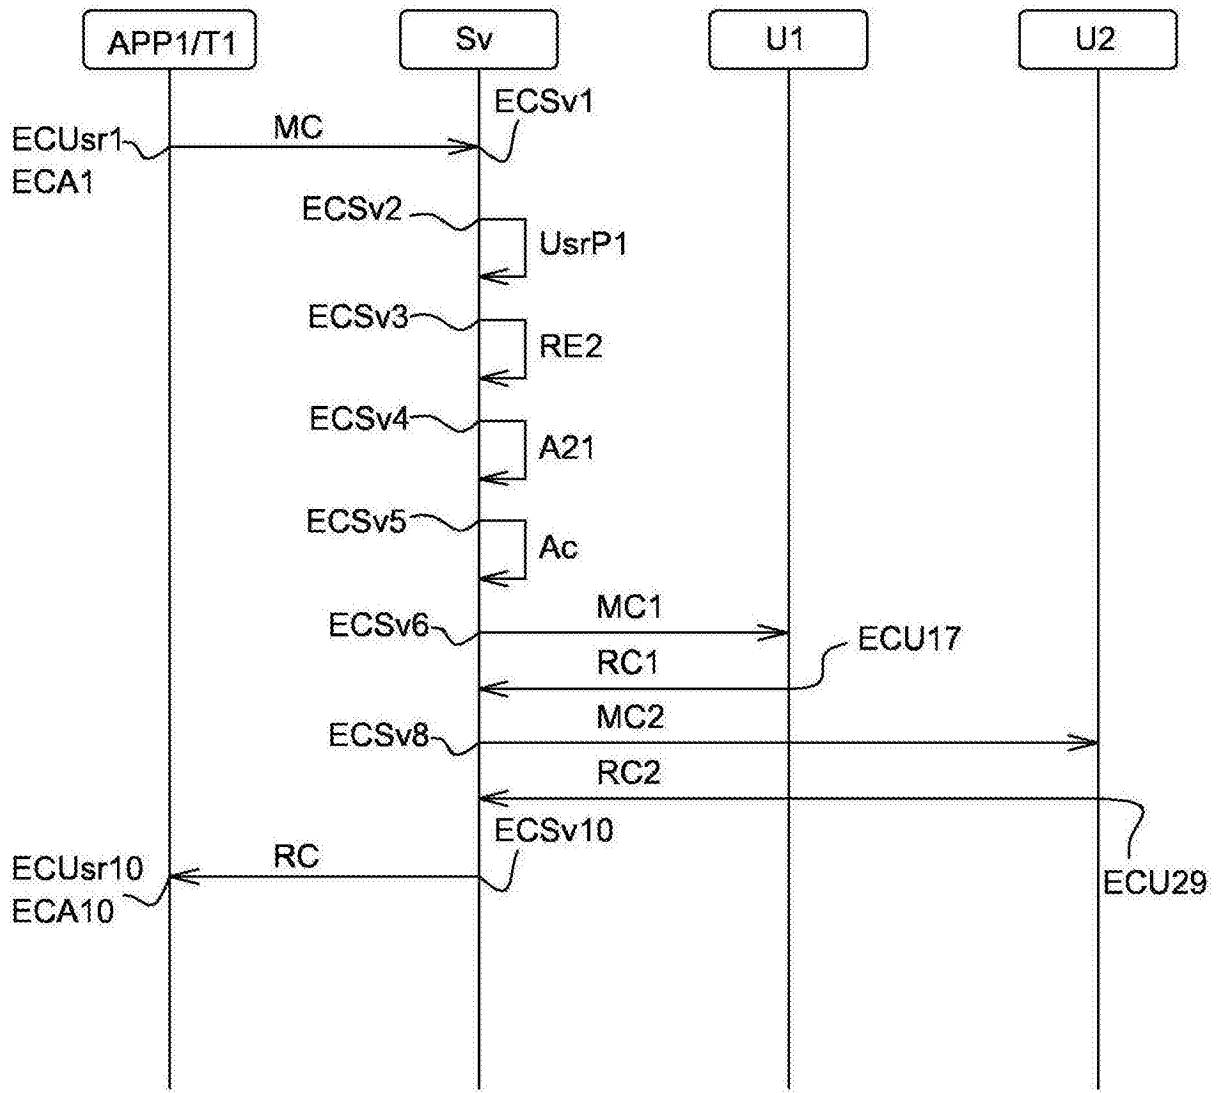 APP1/T1
Sv
U1
U2
ECSv1
MC
ECUsr1
ECA1
ECSv2
UsrP1
ECSv3
RE2
ECSv4
A21
ECSv5
Ac
MC1
ECSv6
ECU17
RC1
MC2
ECSv8
RC2
ECSv10
RC
ECUsr10
ECA10
ECU29